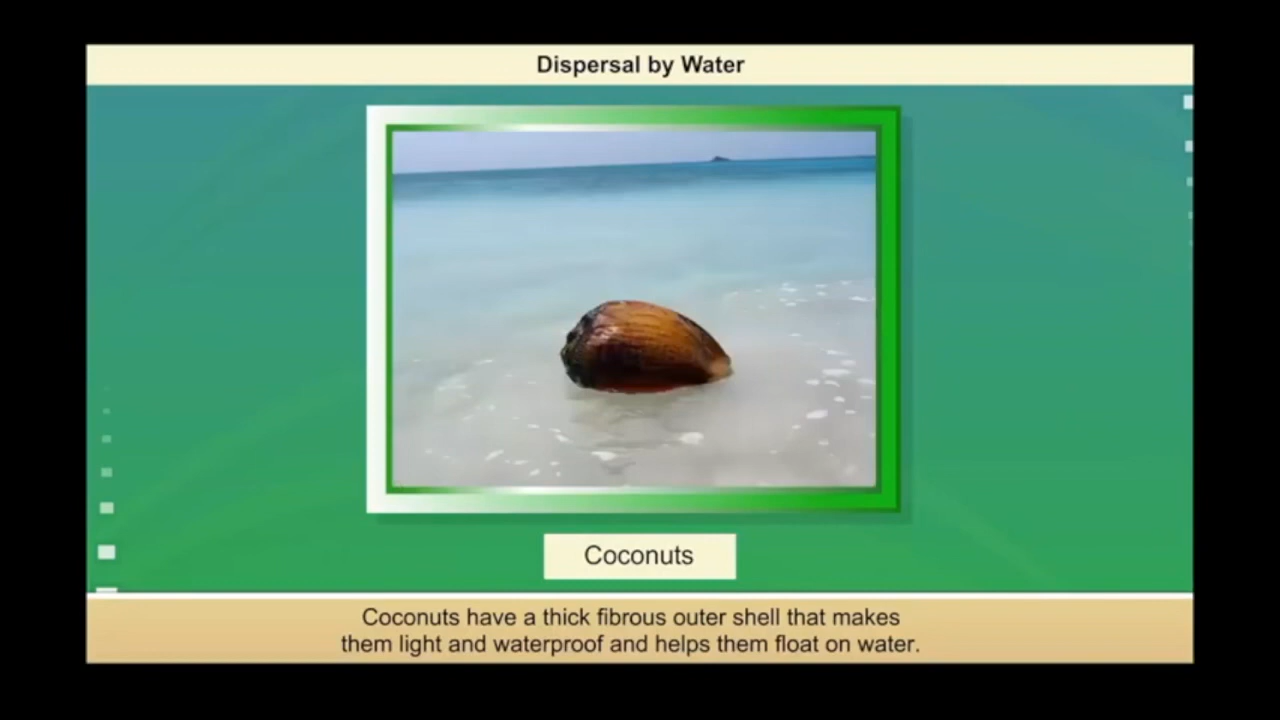 Dispersal by Water
Coconuts
Coconuts have a thick fibrous outer shell that makes
them light and waterproof and helps them float on water.